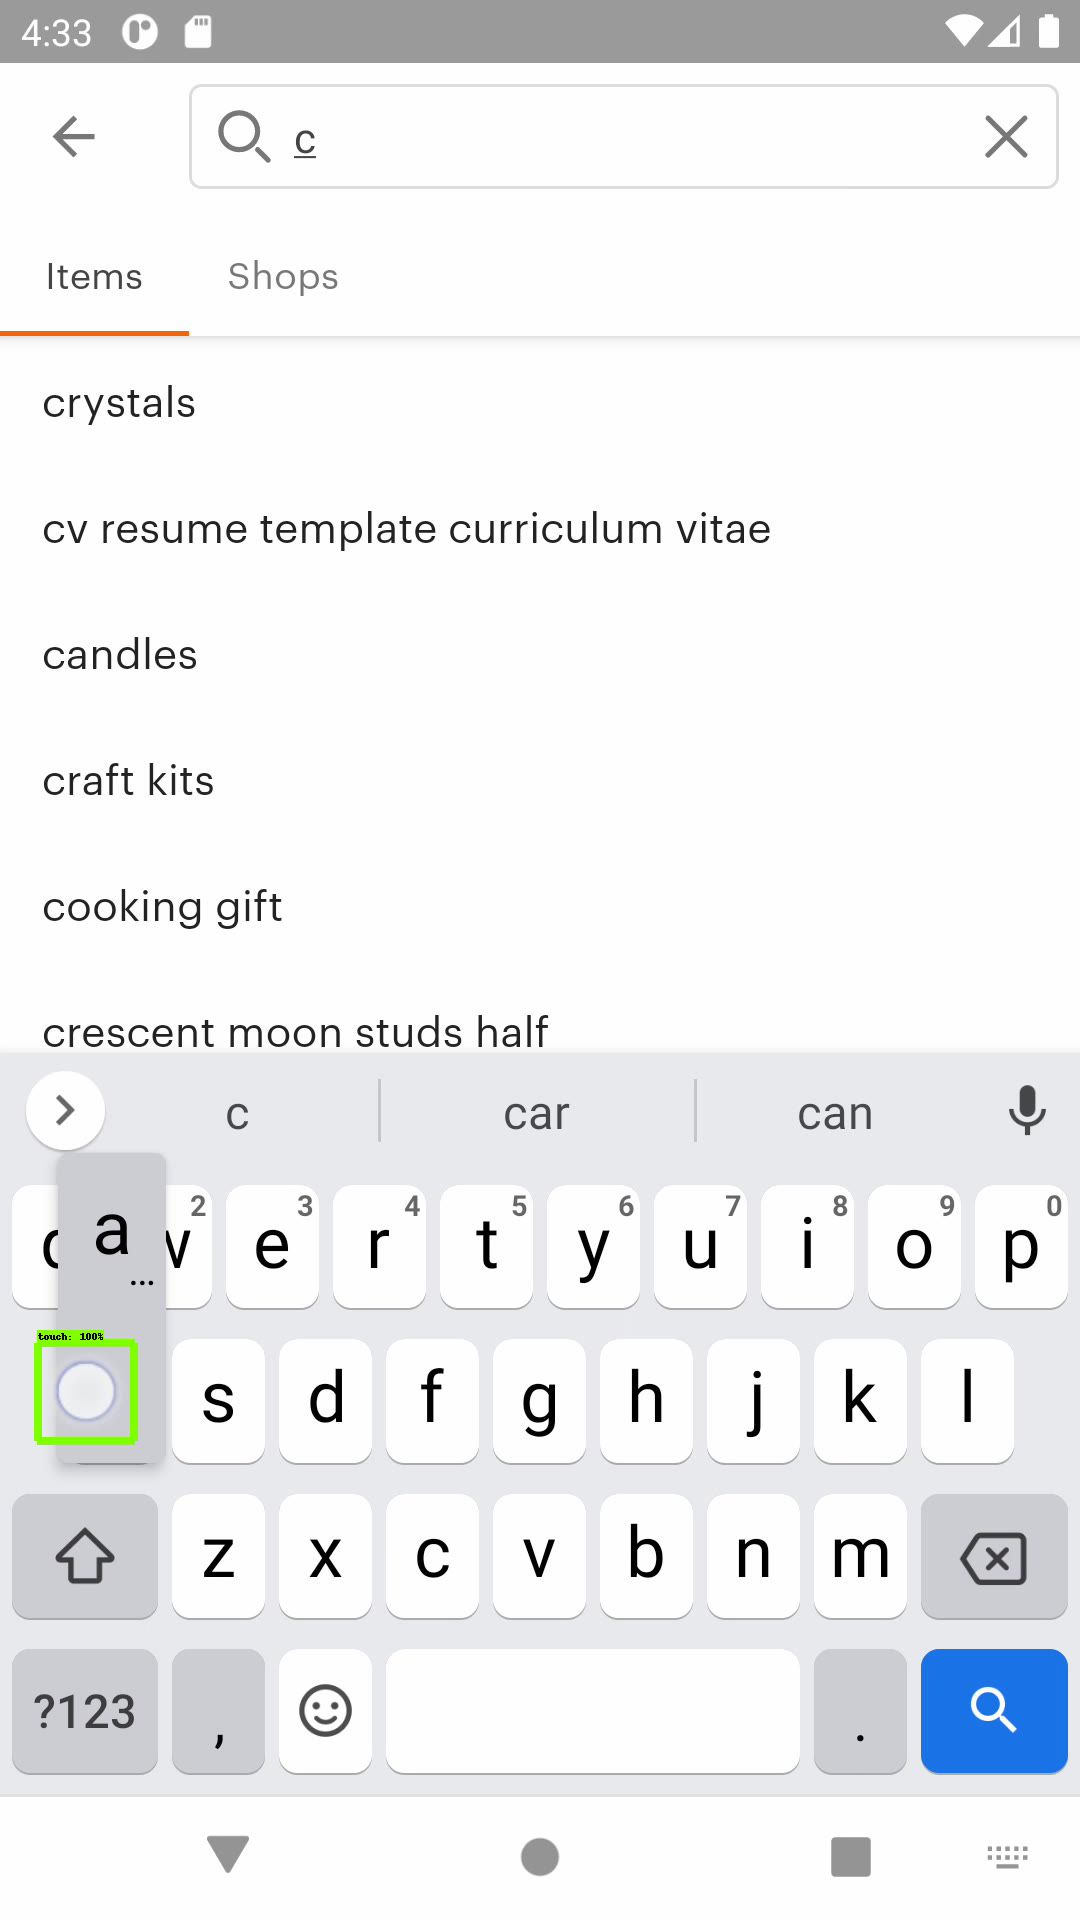 4:33
c
Items Shops
crystals
cv resume template curriculum vitae
candles
craft kits
cooking gift
crescent moon studs half
c car can
a
...
2 3 4 5 6 7 8 9 0
w e r t y u i o p
touch: 100%
s d f g h j k l
z x c v b n m
?123 , .